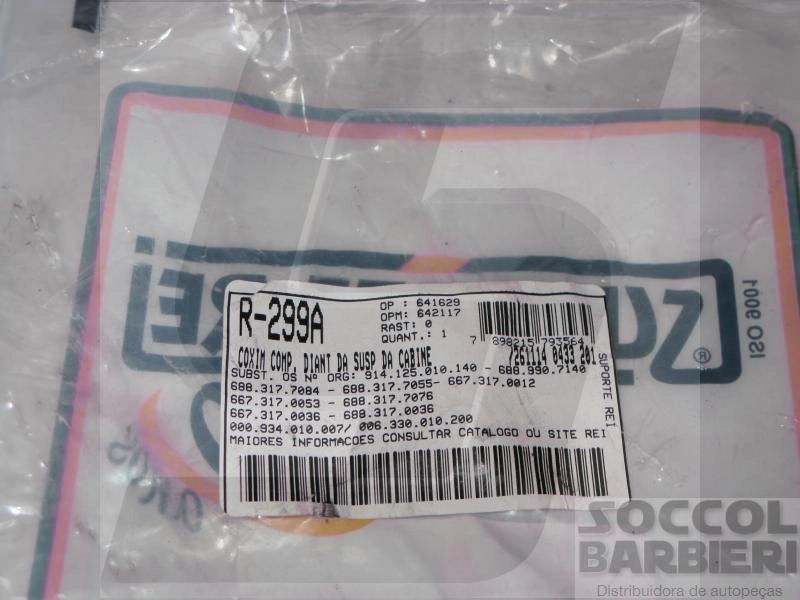 R-299A
OP : 641629
OPM: 642117
RAST: 0
QUANT.: 1
7 898215 793564
COXIM COMP, DIANT DA SUSP DA CABINE
7261114 0433 201
SUBST. OS Nº ORG: 914.125.010.140 - 688.990.7140
698.317.7084 - 688.317.7055- 667.317.0012
667.317.0053 - 688.317.7076
667.317.0036 - 688.317.0036
000.934.010.007/ 006.330.010.200
MAIORES INFORMACOES CONSULTAR CATALOGO OU SITE REI
SUPORTE REI
ISO 9001
REI
anos
SOCCOL
BARBIERI
Distribuidora de autopeças